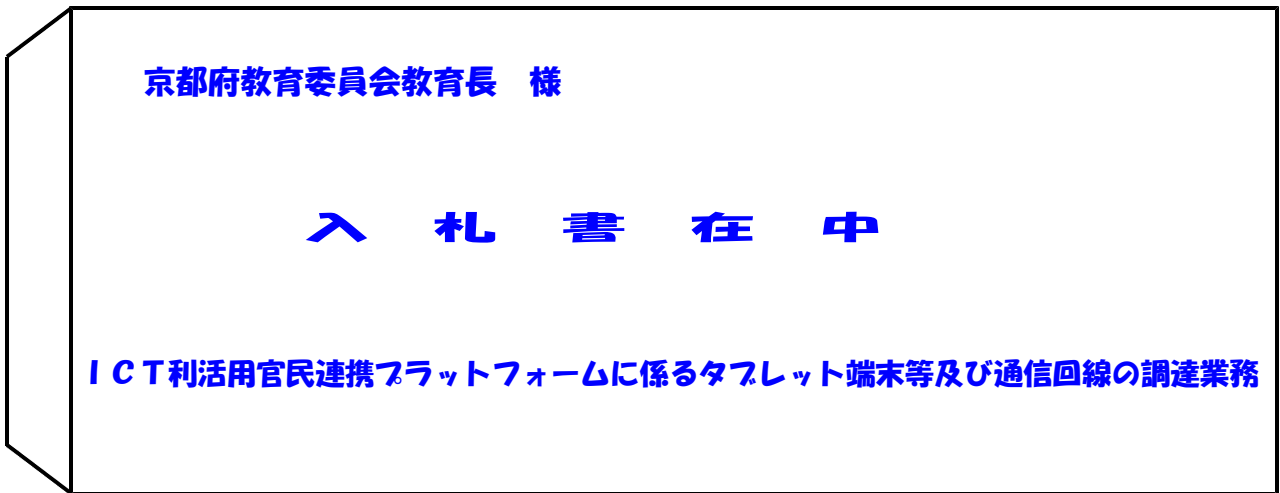 京都府教育委員会教育長　様
入　札　書　在　中
ＩＣＴ利活用官民連携プラットフォームに係るタブレット端末等及び通信回線の調達業務